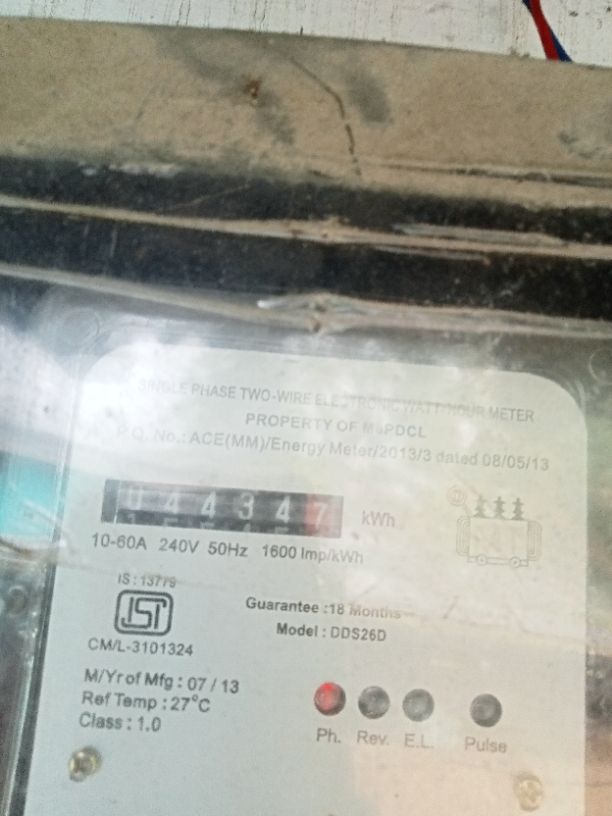 SINGLE PHASE TWO-WIRE ELECTRONIC WATT-HOUR METER
PROPERTY OF MePDCL
P.O. No.: ACE(MM)/Energy Meter/2013/3 dated 08/05/13
044347 kWh
10-60A 240V 50Hz 1600 Imp/kWh
IS : 13779
ISI
CM/L-3101324
Guarantee :18 Months
Model : DDS26D
M/Yr of Mfg : 07 / 13
Ref Temp : 27°C
Class : 1.0
Ph. Rev. E.L. Pulse